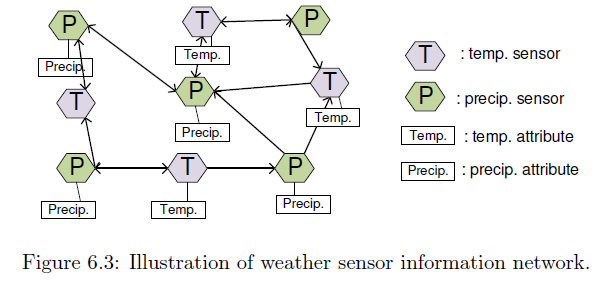 P
T
P
Temp.
Precip.
T
P
T
Temp.
Precip.
P
T
P
Precip.
Temp.
Precip.
T : temp. sensor
P : precip. sensor
Temp. : temp. attribute
Precip. : precip. attribute
Figure 6.3: Illustration of weather sensor information network.